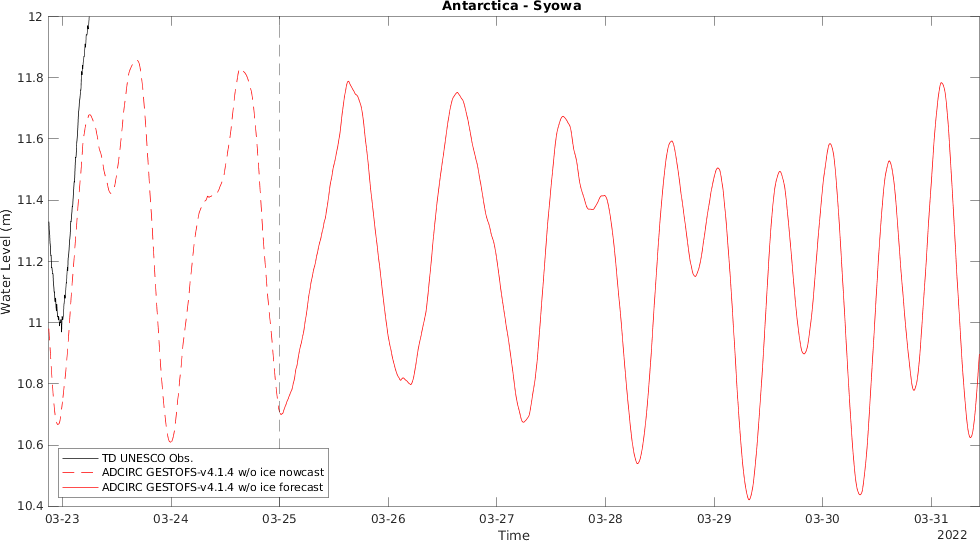 Antarctica - Syowa
12
11.8
11.6
11.4
11.2
11
10.8
10.6
10.4
Water Level (m)
TD UNESCO Obs.
ADCIRC GESTOFS-v4.1.4 w/o ice nowcast
ADCIRC GESTOFS-v4.1.4 w/o ice forecast
03-23 03-24 03-25 03-26 03-27 03-28 03-29 03-30 03-31
Time
2022